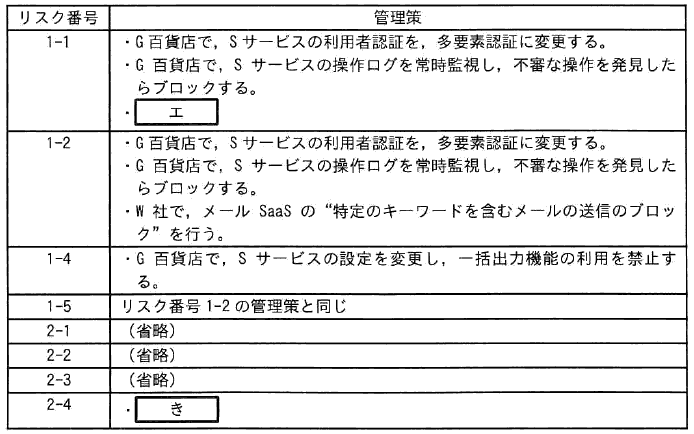 リスク番号 管理策
1-1 ・G百貨店で，Sサービスの利用者認証を，多要素認証に変更する。
・G 百貨店で，S サービスの操作ログを常時監視し，不審な操作を発見した
らブロックする。
・ エ
1-2 ・G百貨店で，Sサービスの利用者認証を，多要素認証に変更する。
・G 百貨店で，S サービスの操作ログを常時監視し，不審な操作を発見した
らブロックする。
・W 社で，メール SaaS の“特定のキーワードを含むメールの送信のブロッ
ク”を行う。
1-4 ・G 百貨店で，S サービスの設定を変更し，一括出力機能の利用を禁止す
る。
1-5 リスク番号1-2の管理策と同じ
2-1 （省略）
2-2 （省略）
2-3 （省略）
2-4 ・ き